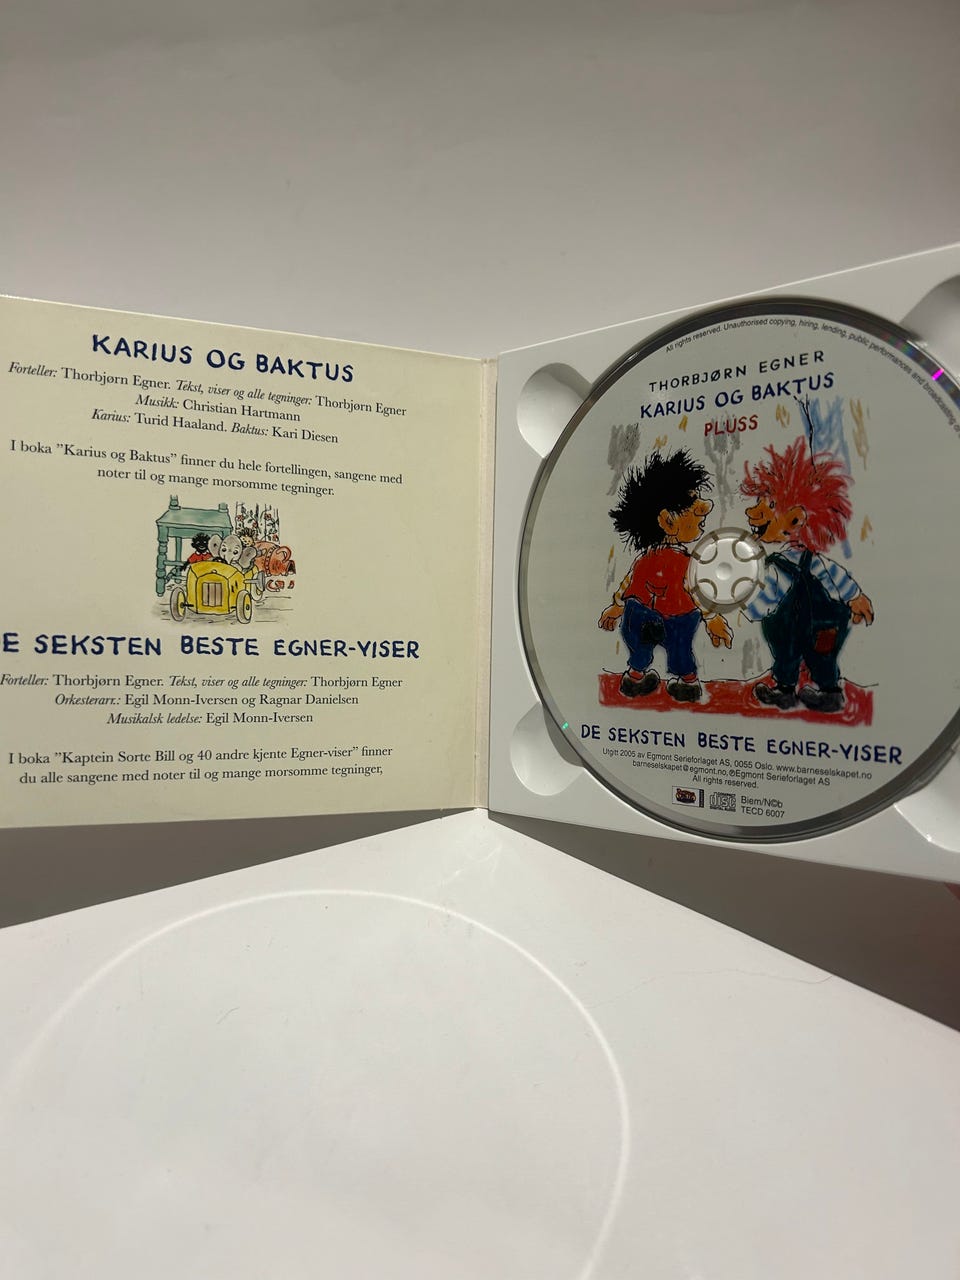 KARIUS OG BAKTUS
Forteller: Thorbjørn Egner. Tekst, viser og alle tegninger: Thorbjørn Egner
Musikk: Christian Hartmann
Karius: Turid Haaland. Baktus: Kari Diesen
I boka ”Karius og Baktus” finner du hele fortellingen, sangene med
noter til og mange morsomme tegninger.
E SEKSTEN BESTE EGNER-VISER
Forteller: Thorbjørn Egner. Tekst, viser og alle tegninger: Thorbjørn Egner
Orkesterarr.: Egil Monn-Iversen og Ragnar Danielsen
Musikalsk ledelse: Egil Monn-Iversen
I boka ”Kaptein Sorte Bill og 40 andre kjente Egner-viser” finner
du alle sangene med noter til og mange morsomme tegninger,
All rights reserved. Unauthorised copying, hiring, lending, public performances and broadcasting of
THORBJØRN EGNER
KARIUS OG BAKTUS
PLUSS
DE SEKSTEN BESTE EGNER-VISER
Utgitt 2005 av Egmont Serieforlaget AS, 0055 Oslo. www.barneselskapet.no
barneselskapet@egmont.no, ℗Egmont Serieforlaget AS
All rights reserved.
disc
Biem/N©b
TECD 6007